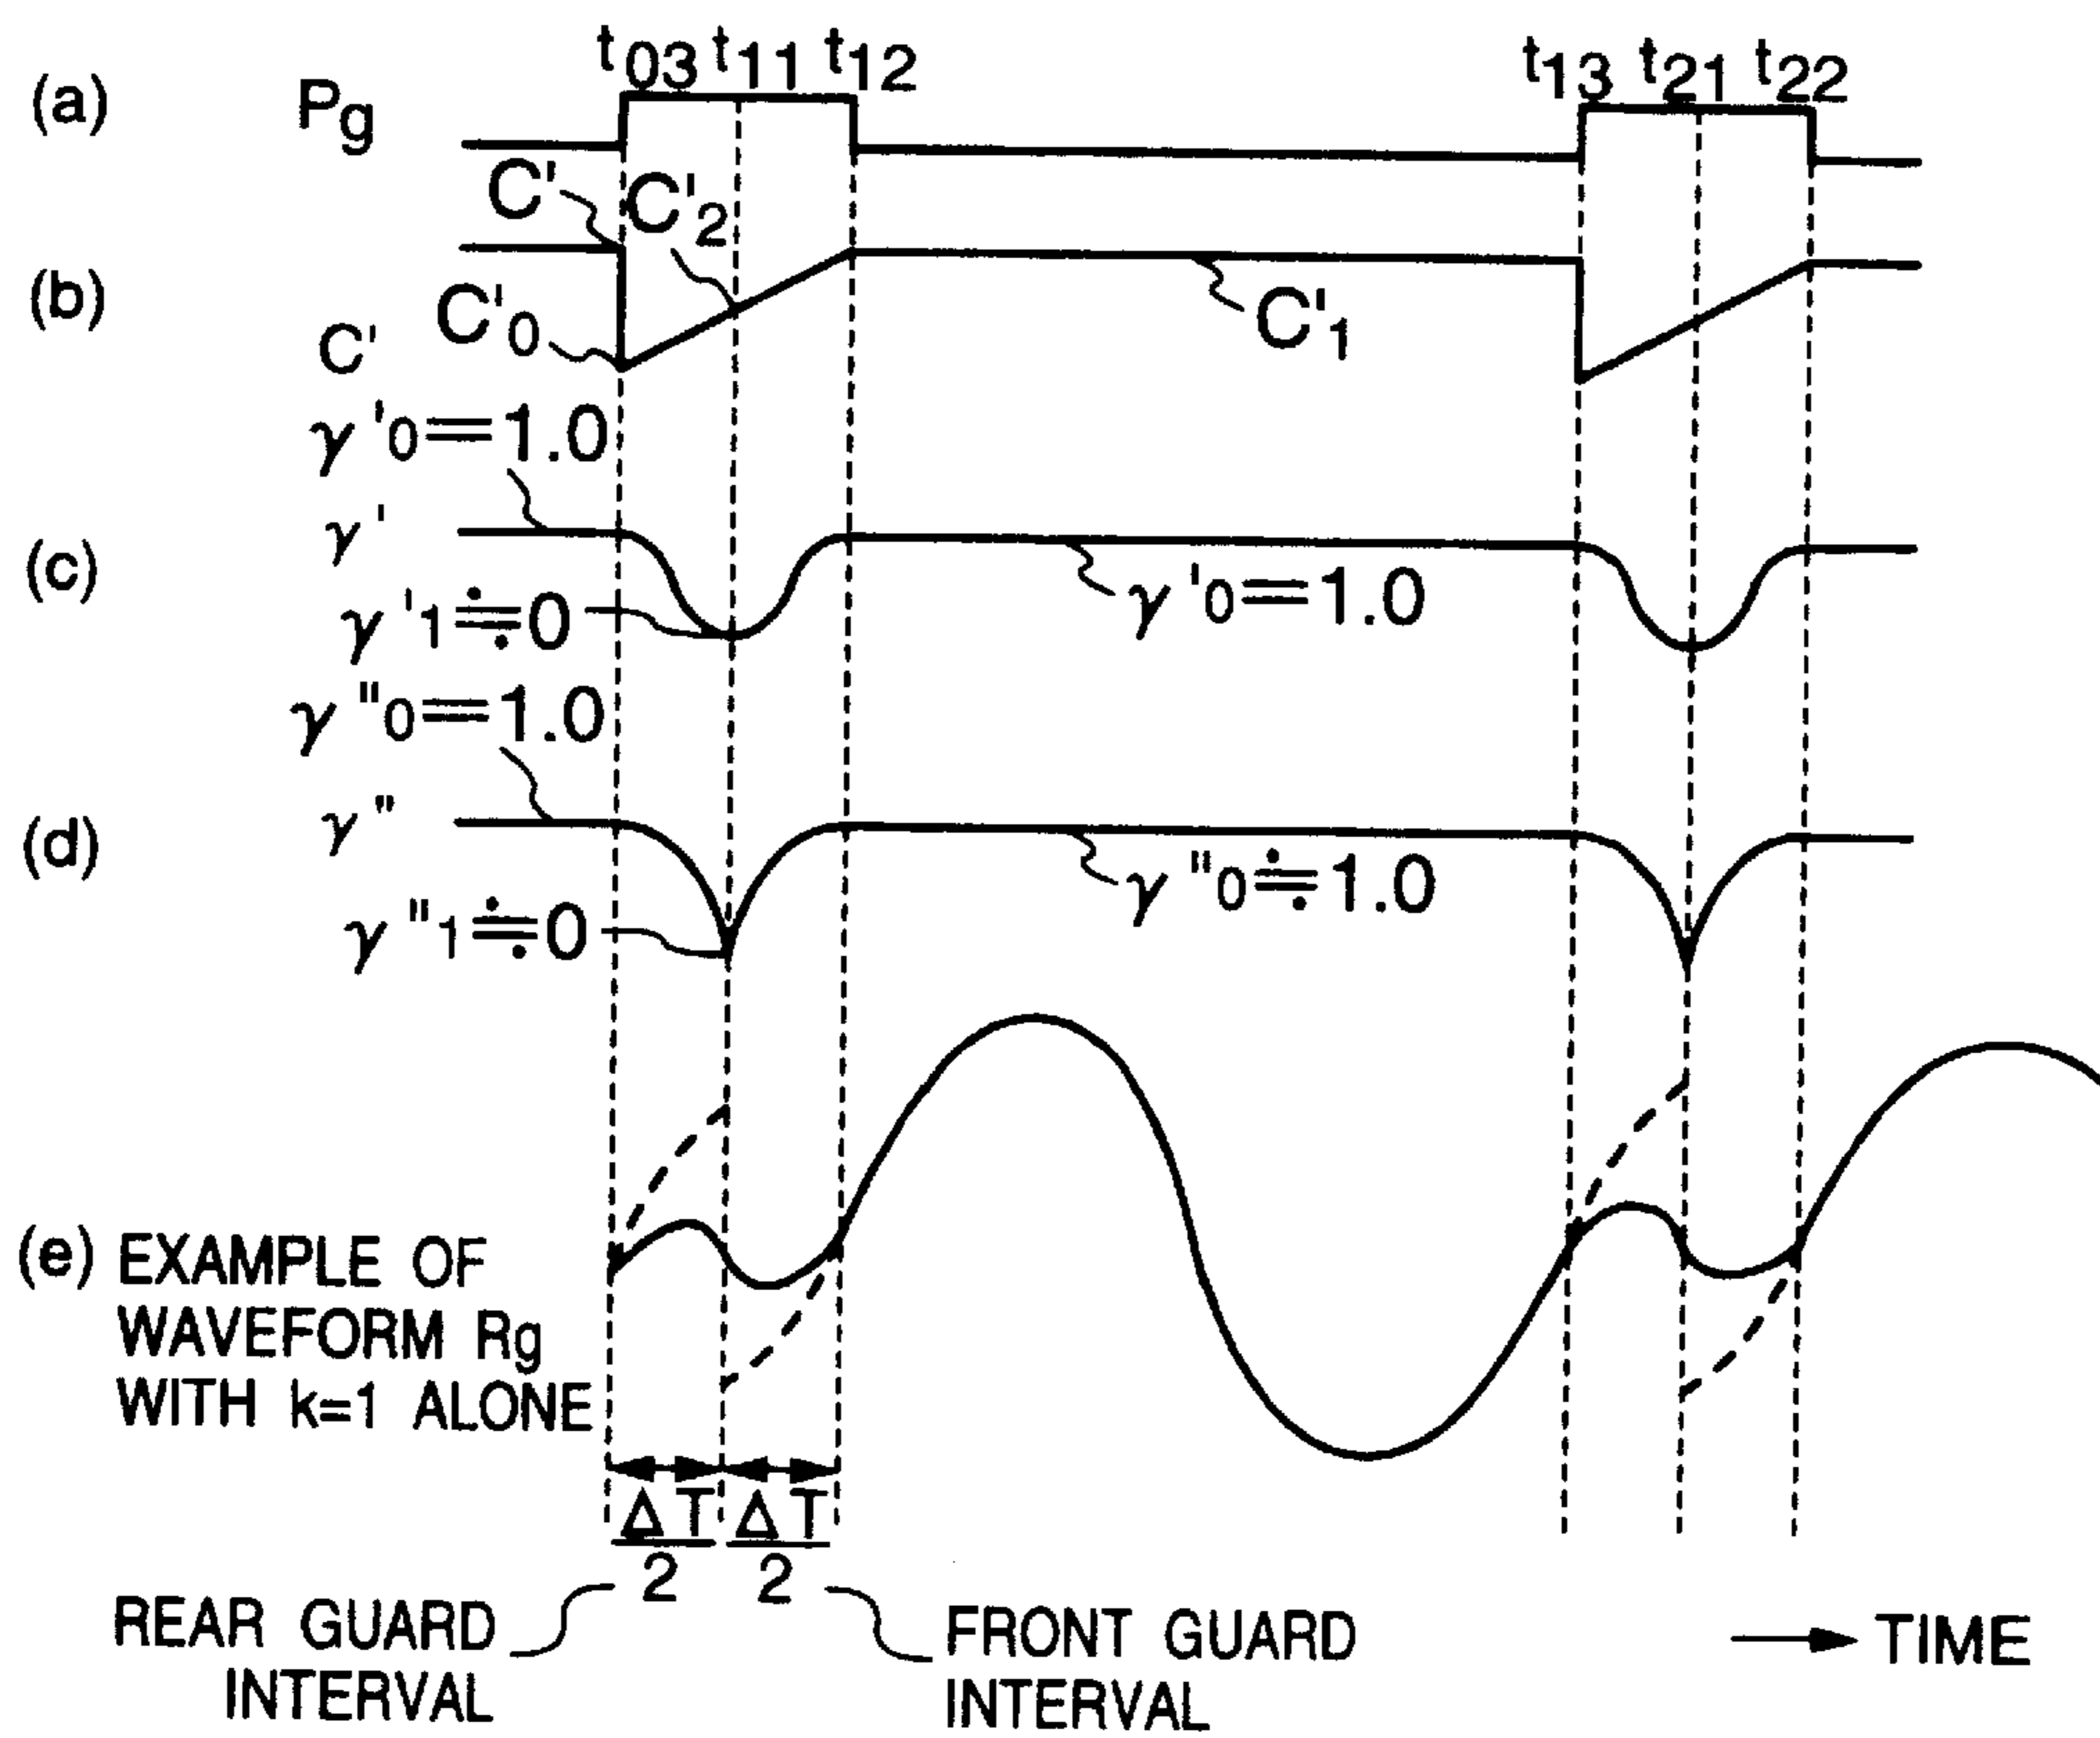 t03 t11 t12 t13 t21 t22
(a) Pg
C' C'2
(b) C'0 C'1
C'
γ'0=1.0
γ'
(c) γ'0=1.0
γ'1≒0
γ"0=1.0
γ"
(d) γ"0≒1.0
γ"1≒0
(e) EXAMPLE OF
WAVEFORM Rg
WITH k=1 ALONE
ΔT ΔT
2 2
REAR GUARD
INTERVAL
FRONT GUARD
INTERVAL
TIME